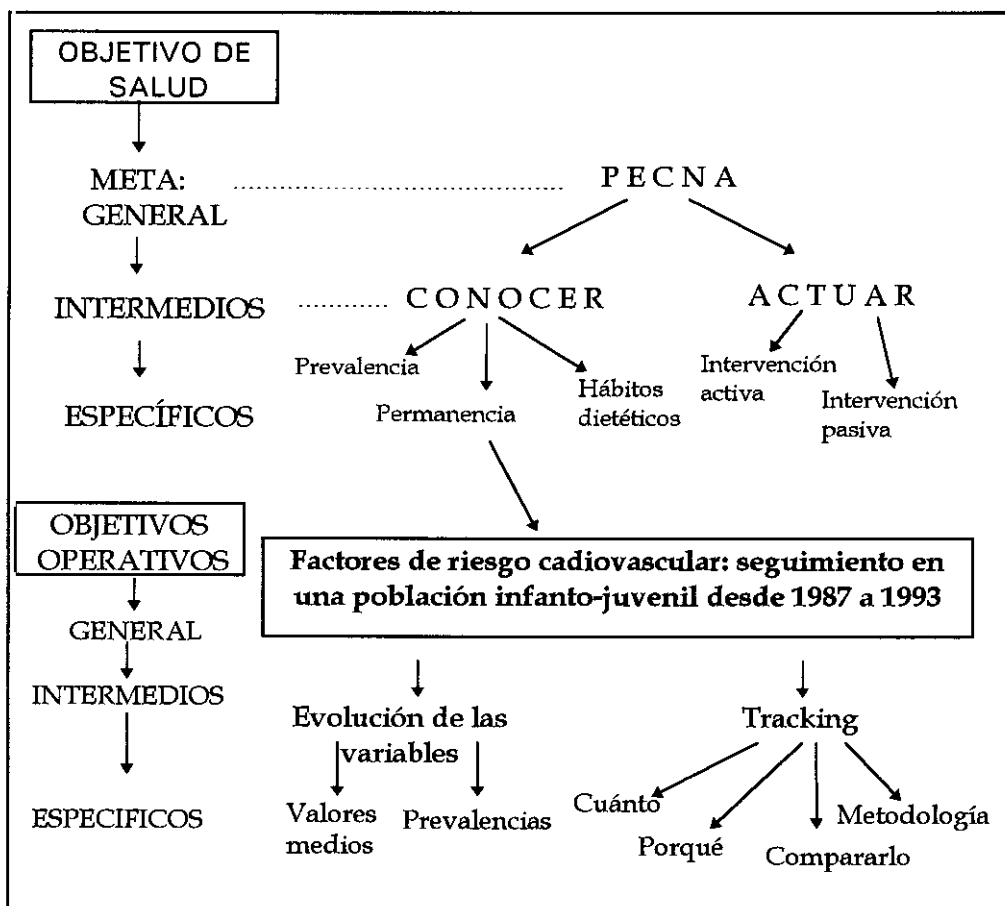 OBJETIVO DE
SALUD
META:
GENERAL
PECNA
INTERMEDIOS
CONOCER
ACTUAR
Prevalencia
Permanencia
Hábitos
dietéticos
Intervención
activa
Intervención
pasiva
ESPECÍFICOS
OBJETIVOS
OPERATIVOS
Factores de riesgo cadiovascular: seguimiento en
una población infanto-juvenil desde 1987 a 1993
GENERAL
INTERMEDIOS
Evolución de las
variables
Tracking
ESPECIFICOS
Valores
medios
Prevalencias
Cuánto
Porqué
Compararlo
Metodología